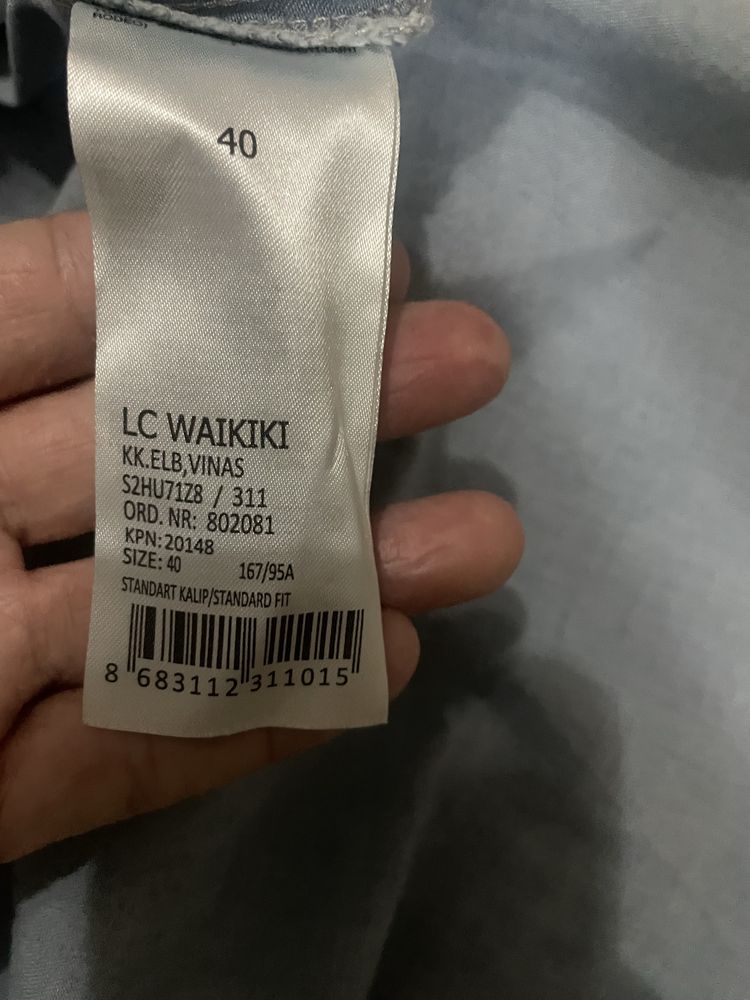 RODESI
40
LC WAIKIKI
KK.ELB,VINAS
S2HU71Z8 / 311
ORD. NR: 802081
KPN:20148
SIZE: 40 167/95A
STANDART KALIP/STANDARD FIT
8 683112 311015